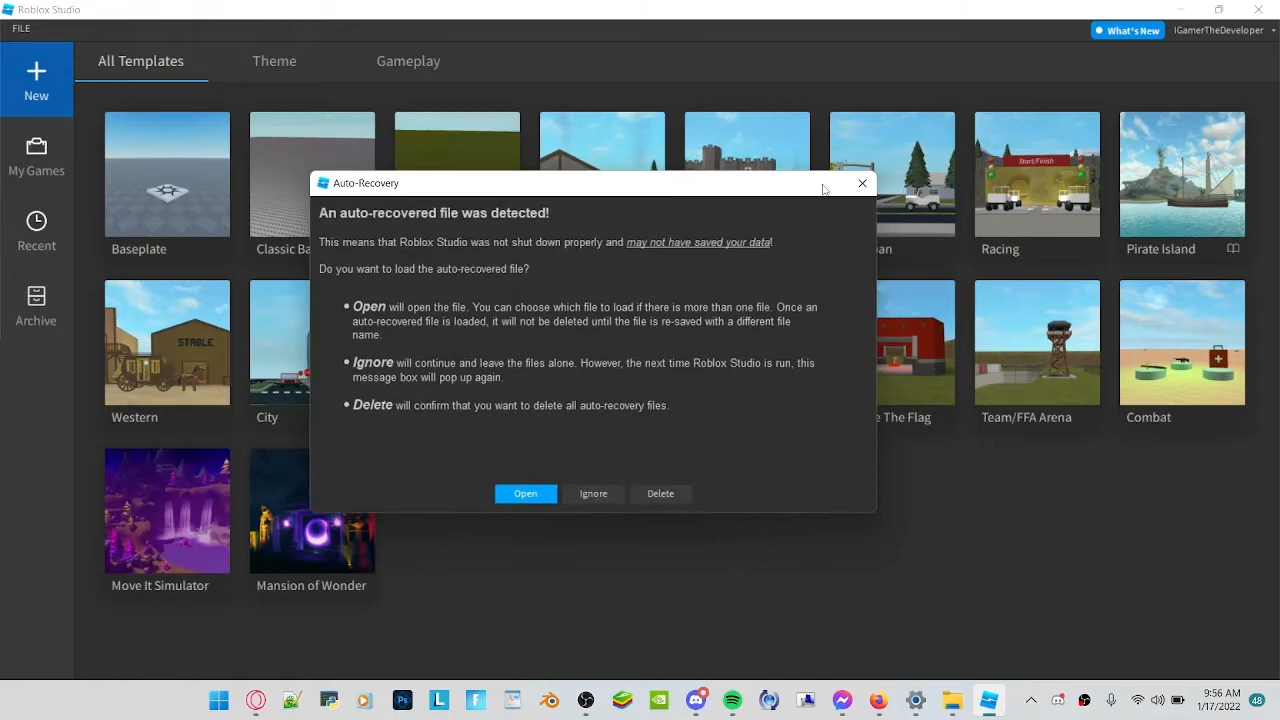 Roblox Studio
FILE
What's New
IGamerTheDeveloper
New
My Games
Recent
Archive
All Templates
Theme
Gameplay
Baseplate
Classic Ba
ban
Racing
Start/Finish
Pirate Island
Auto-Recovery
An auto-recovered file was detected!
This means that Roblox Studio was not shut down properly and may not have saved your data!
Do you want to load the auto-recovered file?
• Open will open the file. You can choose which file to load if there is more than one file. Once an
auto-recovered file is loaded, it will not be deleted until the file is re-saved with a different file
name.
• Ignore will continue and leave the files alone. However, the next time Roblox Studio is run, this
message box will pop up again.
• Delete will confirm that you want to delete all auto-recovery files.
Open
Ignore
Delete
STABLE
Western
City
e The Flag
Team/FFA Arena
Combat
Move It Simulator
Mansion of Wonder
Ps
L
9:56 AM
1/17/2022
48